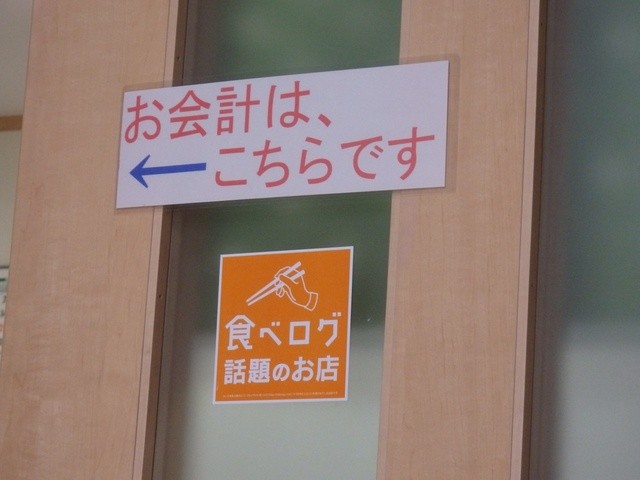 お会計は、
←こちらです
食べログ
話題のお店